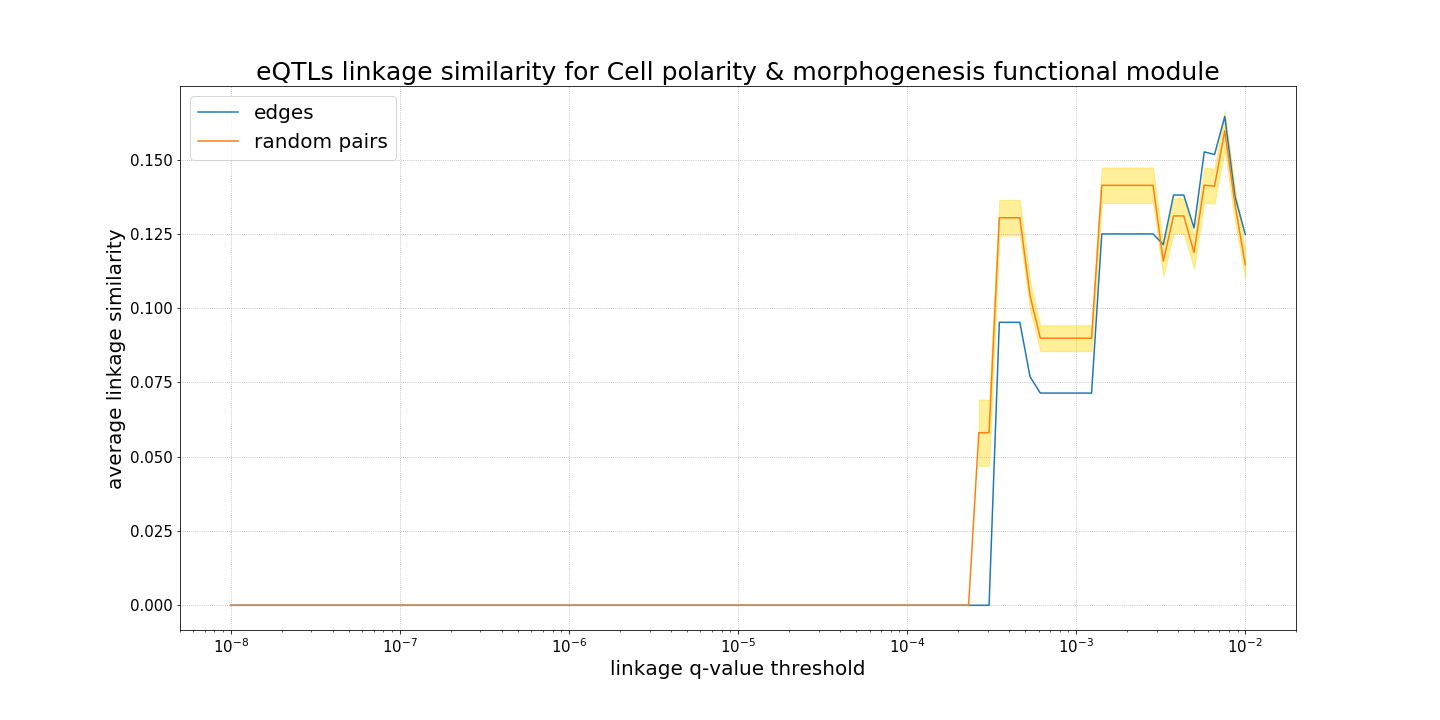 eQTLs linkage similarity for Cell polarity & morphogenesis functional module
edges
random pairs
average linkage similarity
0.150
0.125
0.100
0.075
0.050
0.025
0.000
10⁻⁸ 10⁻⁷ 10⁻⁶ 10⁻⁵ 10⁻⁴ 10⁻³ 10⁻²
linkage q-value threshold